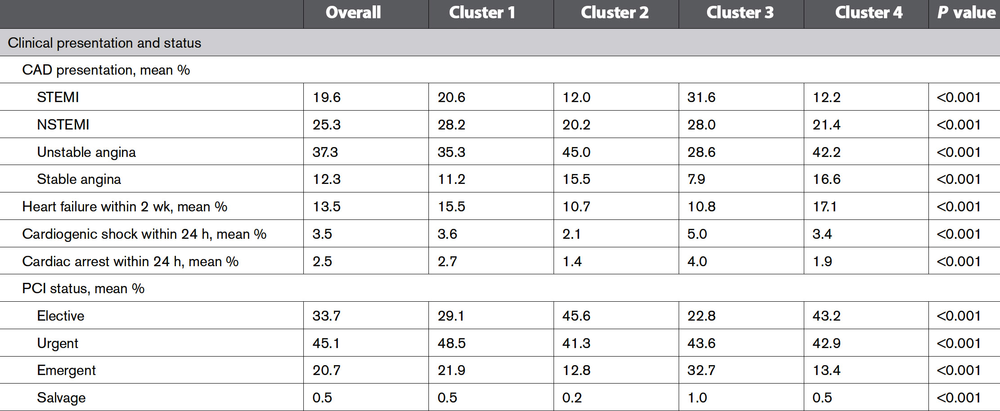 Overall Cluster 1 Cluster 2 Cluster 3 Cluster 4 P value
Clinical presentation and status
CAD presentation, mean %
STEMI 19.6 20.6 12.0 31.6 12.2 <0.001
NSTEMI 25.3 28.2 20.2 28.0 21.4 <0.001
Unstable angina 37.3 35.3 45.0 28.6 42.2 <0.001
Stable angina 12.3 11.2 15.5 7.9 16.6 <0.001
Heart failure within 2 wk, mean % 13.5 15.5 10.7 10.8 17.1 <0.001
Cardiogenic shock within 24 h, mean % 3.5 3.6 2.1 5.0 3.4 <0.001
Cardiac arrest within 24 h, mean % 2.5 2.7 1.4 4.0 1.9 <0.001
PCI status, mean %
Elective 33.7 29.1 45.6 22.8 43.2 <0.001
Urgent 45.1 48.5 41.3 43.6 42.9 <0.001
Emergent 20.7 21.9 12.8 32.7 13.4 <0.001
Salvage 0.5 0.5 0.2 1.0 0.5 <0.001